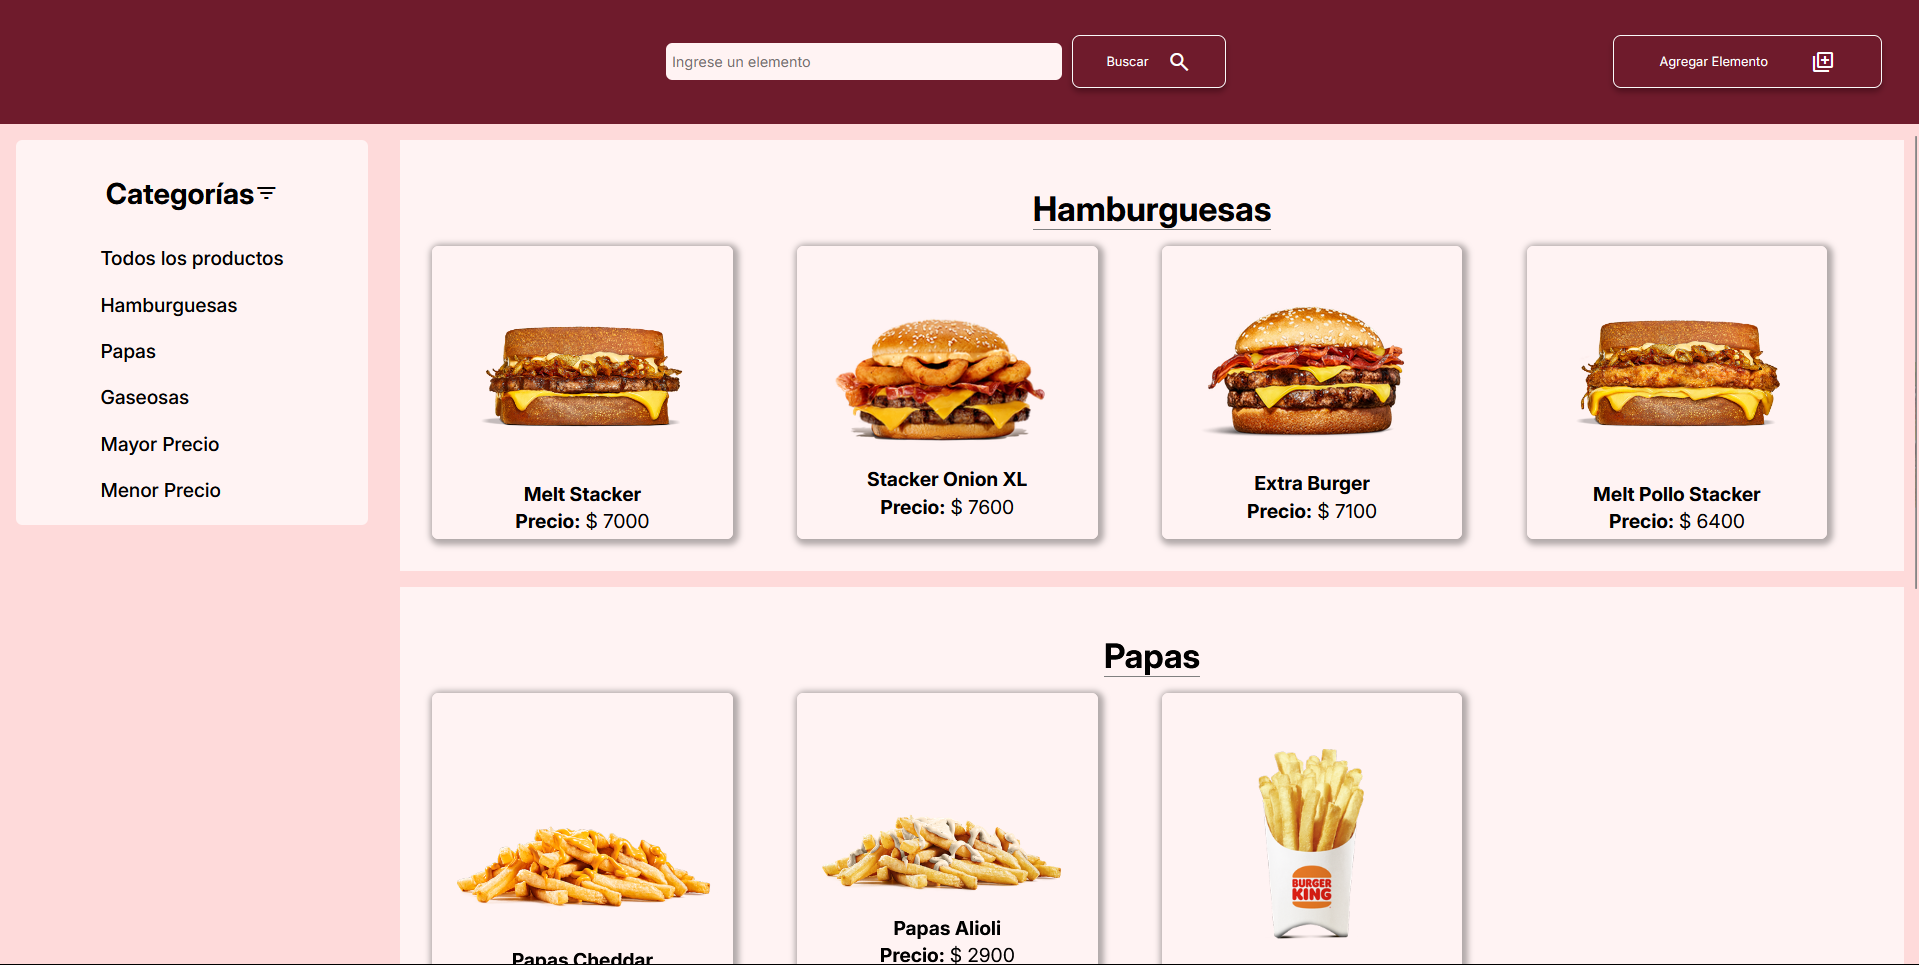 Ingrese un elemento
Buscar
Agregar Elemento
Categorías
Todos los productos
Hamburguesas
Papas
Gaseosas
Mayor Precio
Menor Precio
Hamburguesas
Melt Stacker
Precio: $ 7000
Stacker Onion XL
Precio: $ 7600
Extra Burger
Precio: $ 7100
Melt Pollo Stacker
Precio: $ 6400
Papas
Papas Cheddar
Papas Alioli
Precio: $ 2900
BURGER
KING